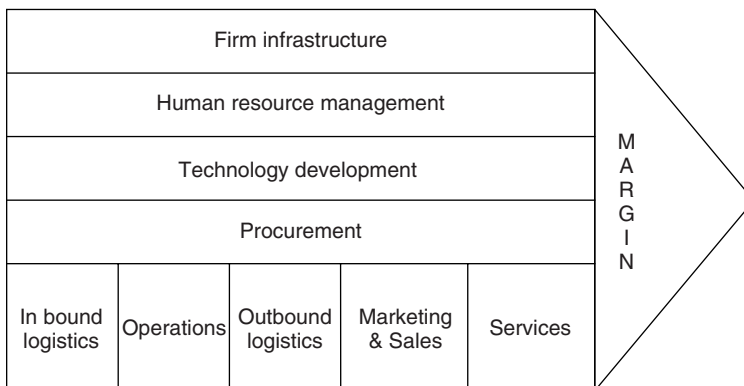 Firm infrastructure
Human resource management
Technology development
Procurement
In bound
logistics
Operations
Outbound
logistics
Marketing
& Sales
Services
M
A
R
G
I
N